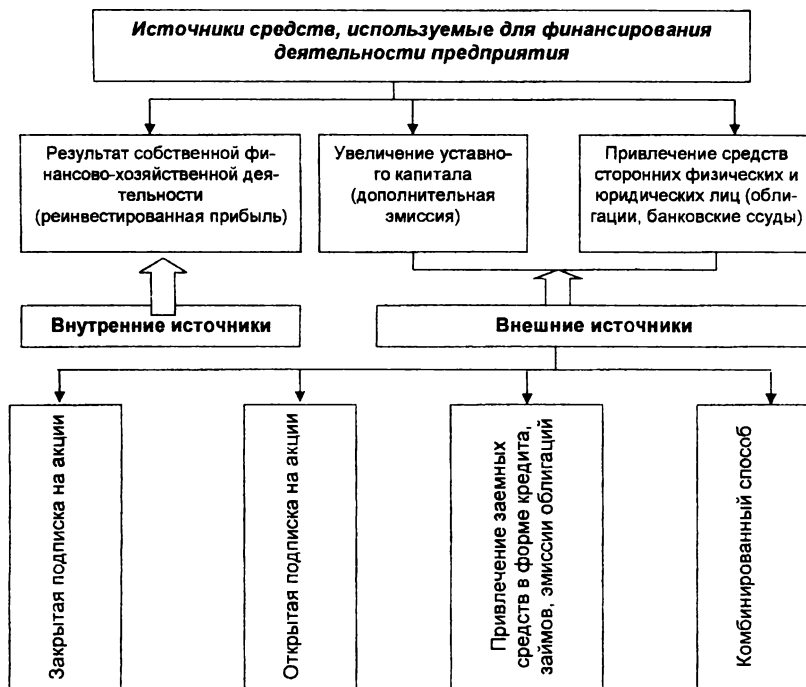 Источники средств, используемые для финансирования
деятельности предприятия
Результат собственной фи-
нансово-хозяйственной дея-
тельности
(реинвестированная прибыль)
Увеличение уставно-
го капитала
(дополнительная
эмиссия)
Привлечение средств
сторонних физических и
юридических лиц (обли-
гации, банковские ссуды)
Внутренние источники
Внешние источники
Закрытая подписка на акции
Открытая подписка на акции
Привлечение заемных
средств в форме кредита,
займов, эмиссии облигаций
Комбинированный способ